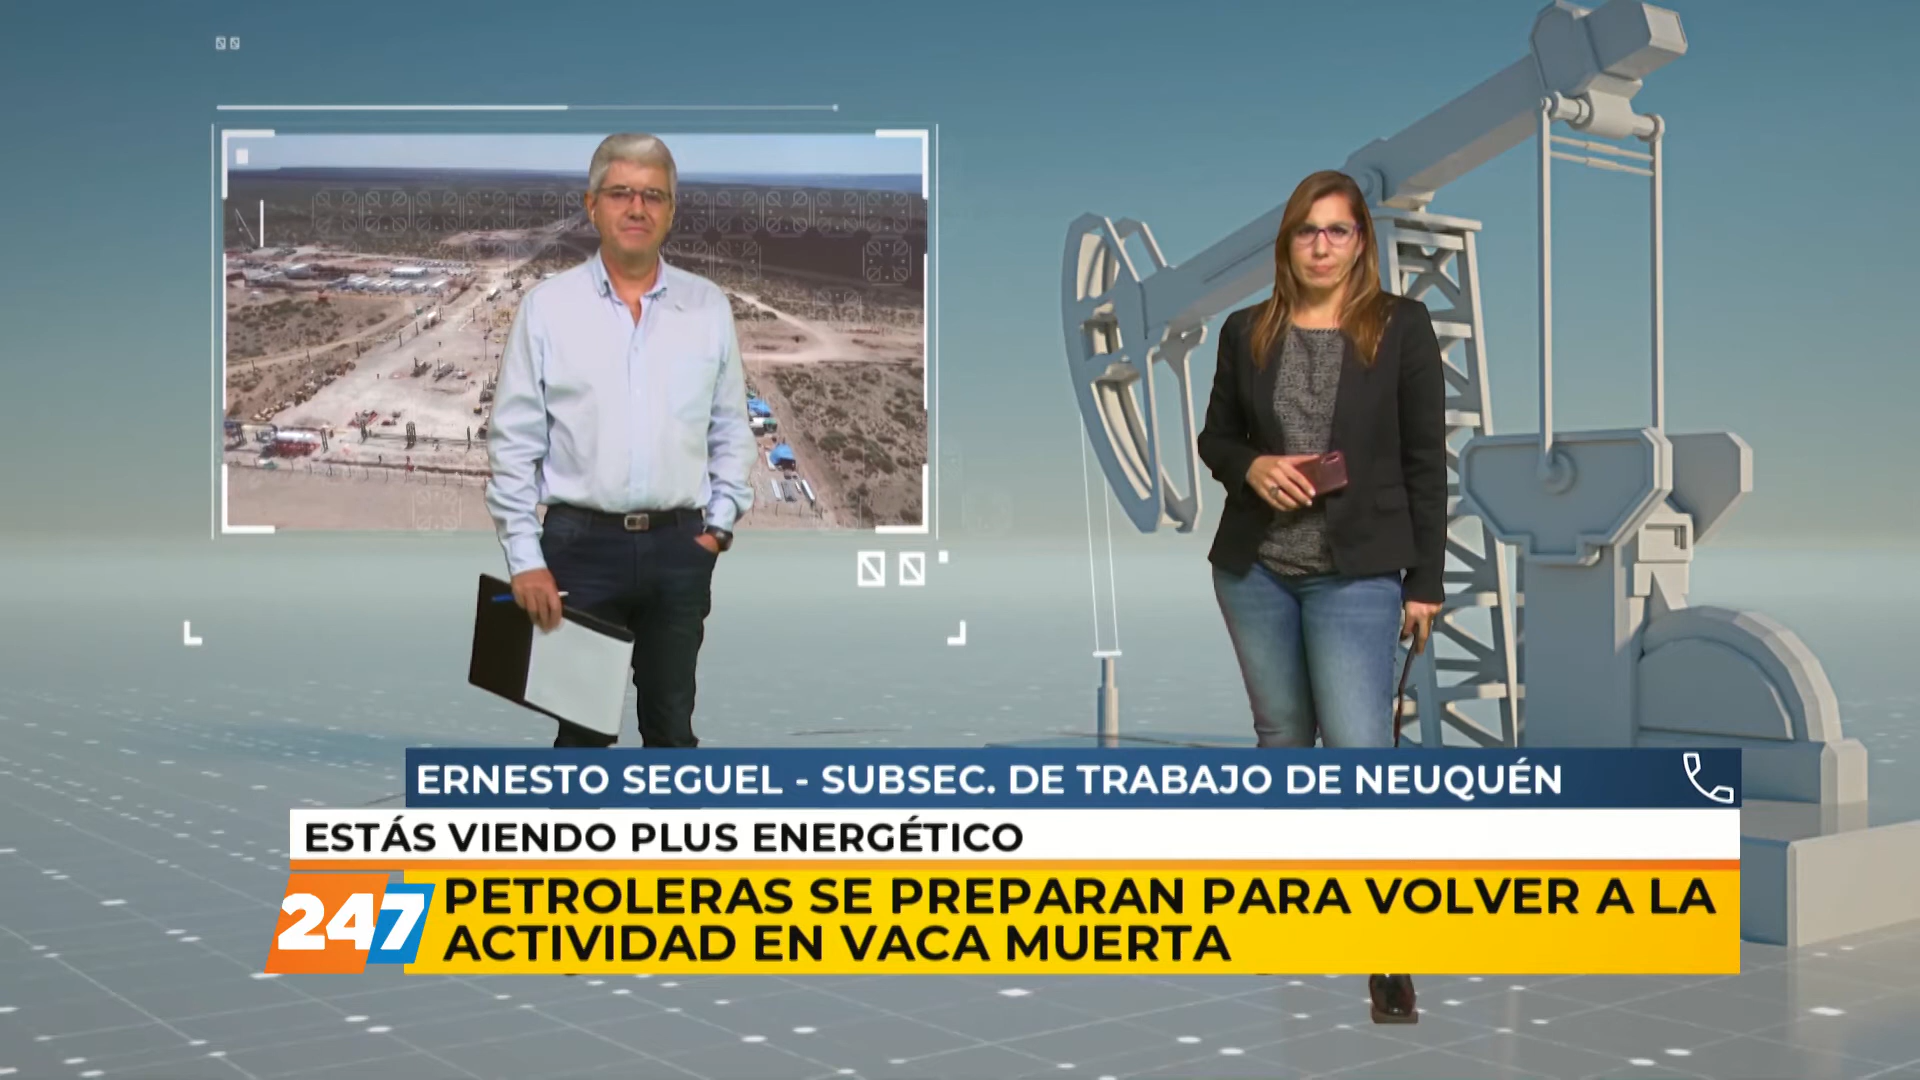 ERNESTO SEGUEL - SUBSEC. DE TRABAJO DE NEUQUÉN
ESTÁS VIENDO PLUS ENERGÉTICO
247
PETROLERAS SE PREPARAN PARA VOLVER A LA
ACTIVIDAD EN VACA MUERTA